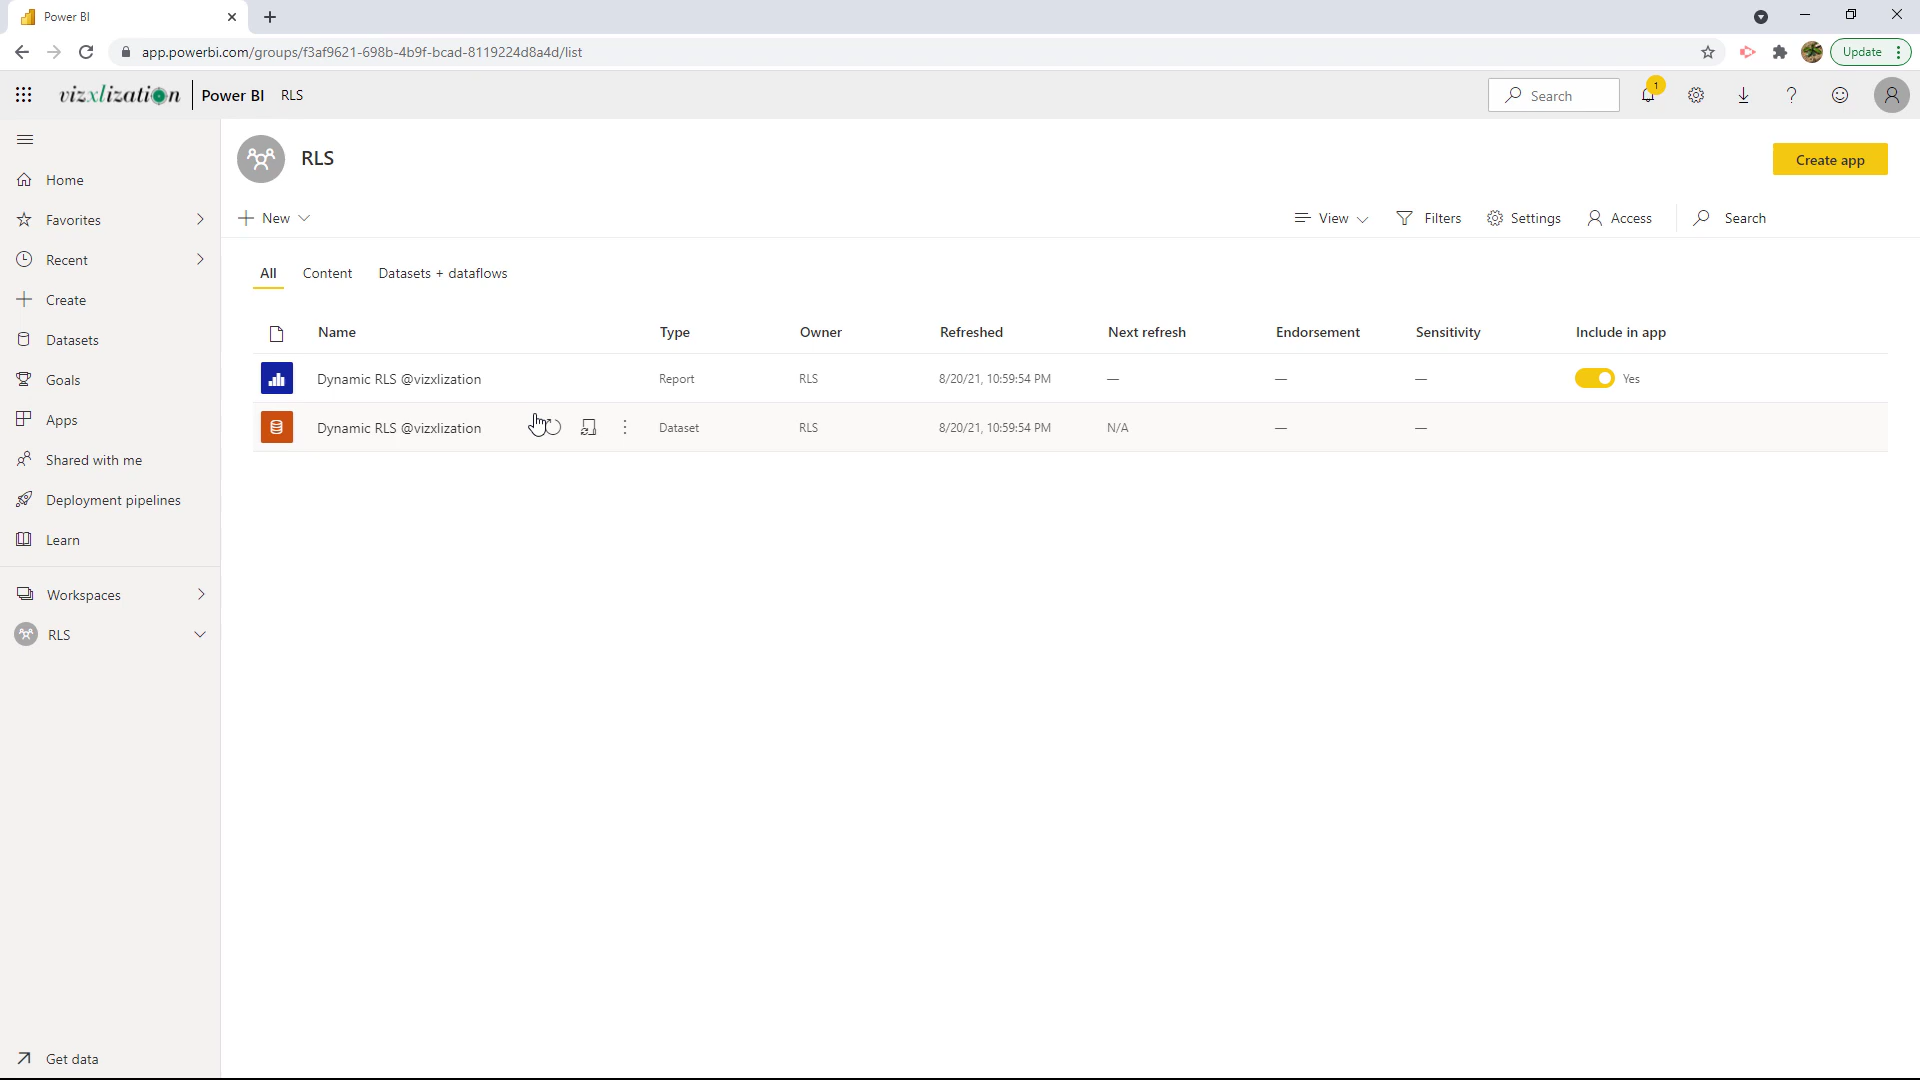 Power BI
app.powerbi.com/groups/f3af9621-698b-4b9f-bcad-8119224d8a4d/list
Update
vizxlization Power BI RLS
Search
1
RLS
Create app
New
View Filters Settings Access Search
All Content Datasets + dataflows
Name Type Owner Refreshed Next refresh Endorsement Sensitivity Include in app
Dynamic RLS @vizxlization Report RLS 8/20/21, 10:59:54 PM — — — Yes
Dynamic RLS @vizxlization Dataset RLS 8/20/21, 10:59:54 PM N/A — —
Home
Favorites
Recent
Create
Datasets
Goals
Apps
Shared with me
Deployment pipelines
Learn
Workspaces
RLS
Get data